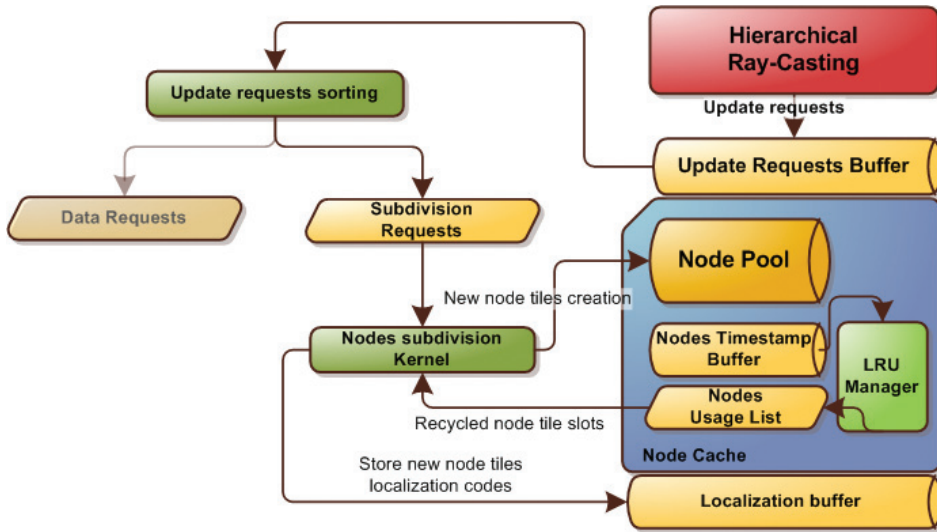 Hierarchical
Ray-Casting
Update requests sorting
Update requests
Update Requests Buffer
Data Requests
Subdivision
Requests
Node Pool
New node tiles creation
Nodes subdivision
Kernel
Nodes Timestamp
Buffer
LRU
Manager
Nodes
Usage List
Recycled node tile slots
Node Cache
Store new node tiles
localization codes
Localization buffer